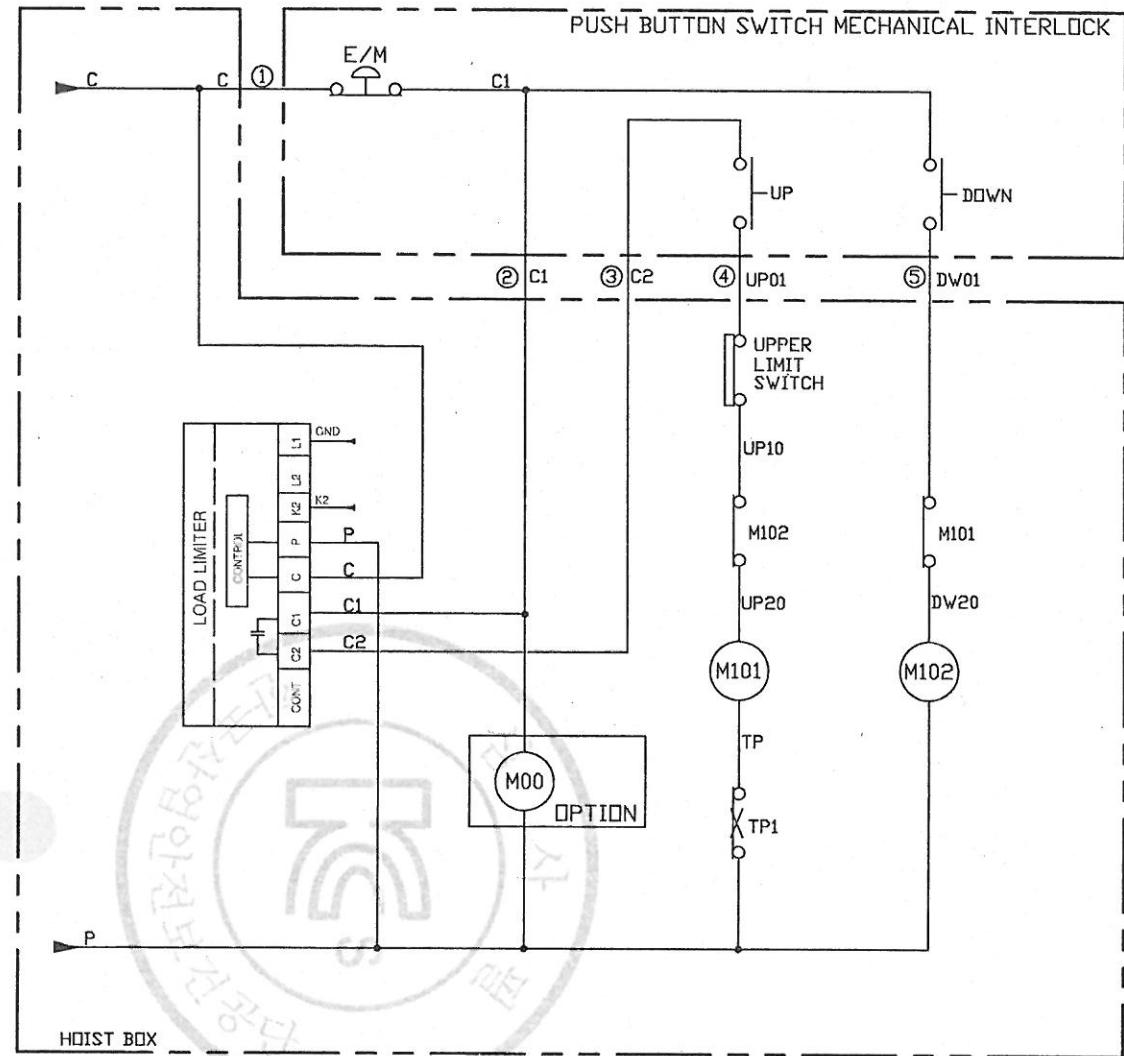 PUSH BUTTON SWITCH MECHANICAL INTERLOCK
E/M
C
C
①
C1
UP
DOWN
② C1
③ C2
④ UP01
⑤ DW01
UPPER
LIMIT
SWITCH
UP10
LOAD LIMITER
CONTROL
L1
GND
L2
K2
K2
P
P
C
C
C1
C1
C2
C2
CONT
M102
M101
UP20
DW20
M101
M102
TP
M00
OPTION
TP1
P
HOIST BOX
S